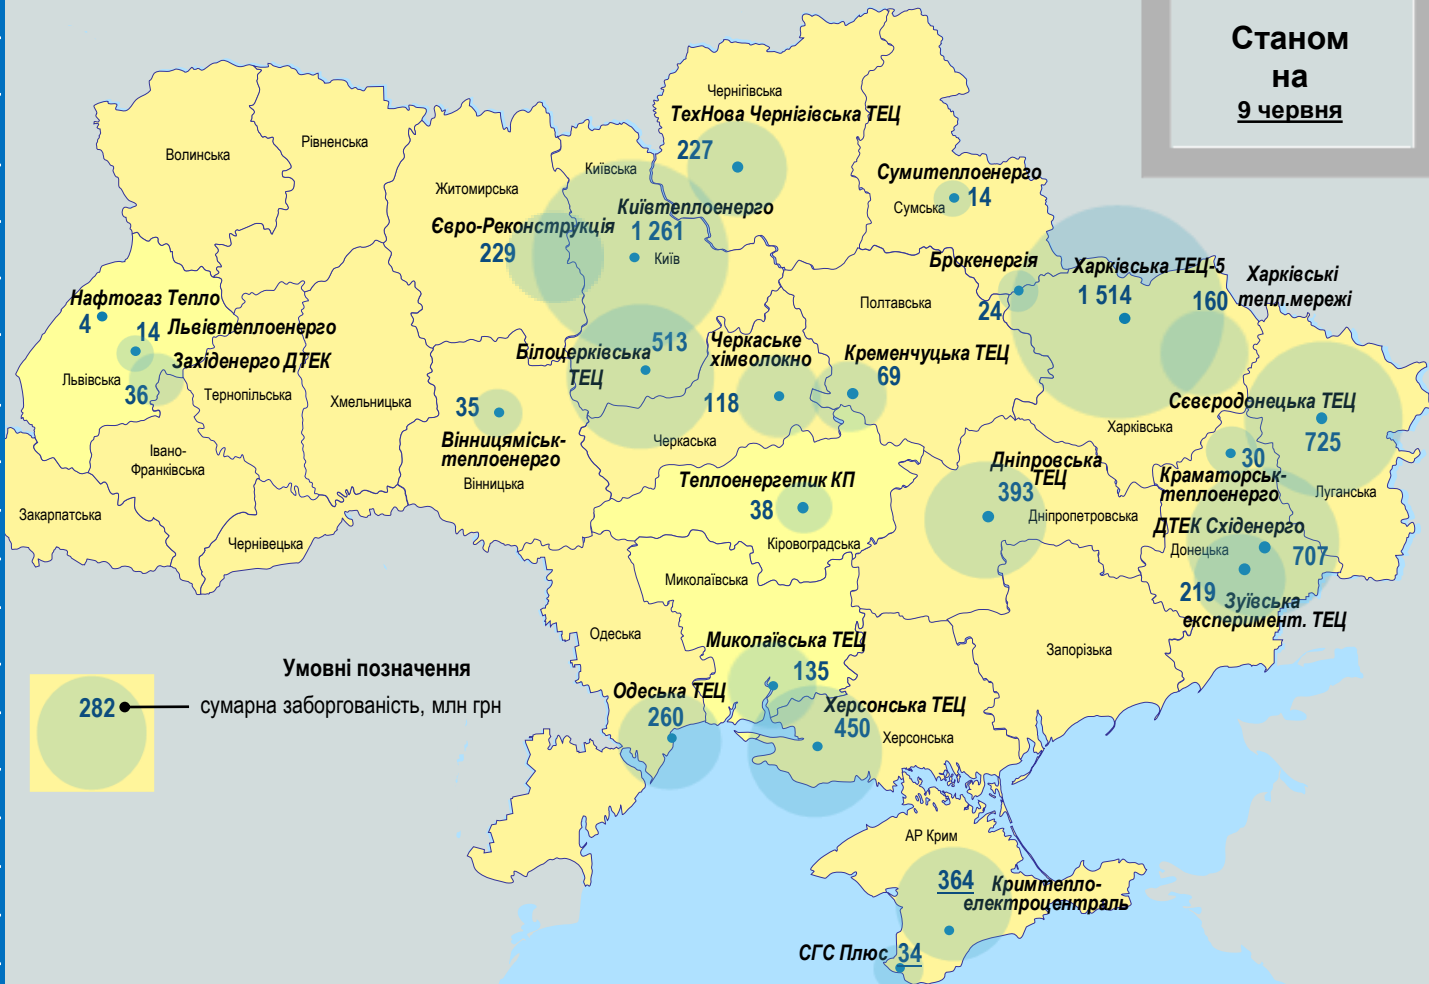 Станом
на
9 червня
Чернігівська
ТехНова Чернігівська ТЕЦ
227
Волинська
Рівненська
Житомирська
Київська
Сумитеплоенерго
14
Сумська
Київтеплоенерго
1 261
Київ
Євро-Реконструкція
229
Брокенергія
24
Харківська ТЕЦ-5
1 514
160
Харківські
тепл.мережі
Полтавська
Нафтогаз Тепло
4
14 Львівтеплоенерго
Західенерго ДТЕК
36
Львівська
Тернопільська
Хмельницька
Білоцерківська
ТЕЦ
513
Черкаське
хімволокно
118
Кременчуцька ТЕЦ
69
35
Вінницяміськ-
теплоенерго
Вінницька
Черкаська
Харківська
Сєвєродонецька ТЕЦ
725
Івано-
Франківська
30
Краматорськ-
теплоенерго
Луганська
Дніпровська
ТЕЦ
393
Дніпропетровська
Теплоенергетик КП
38
Кіровоградська
Закарпатська
Чернівецька
ДТЕК Східенерго
Донецька
707
219
Зуївська
експеримент. ТЕЦ
Миколаївська
Одеська
Миколаївська ТЕЦ
135
Запорізька
Умовні позначення
282
сумарна заборгованість, млн грн
Одеська ТЕЦ
260
Херсонська ТЕЦ
450
Херсонська
АР Крим
364
Кримтепло-
електроцентраль
СГС Плюс 34